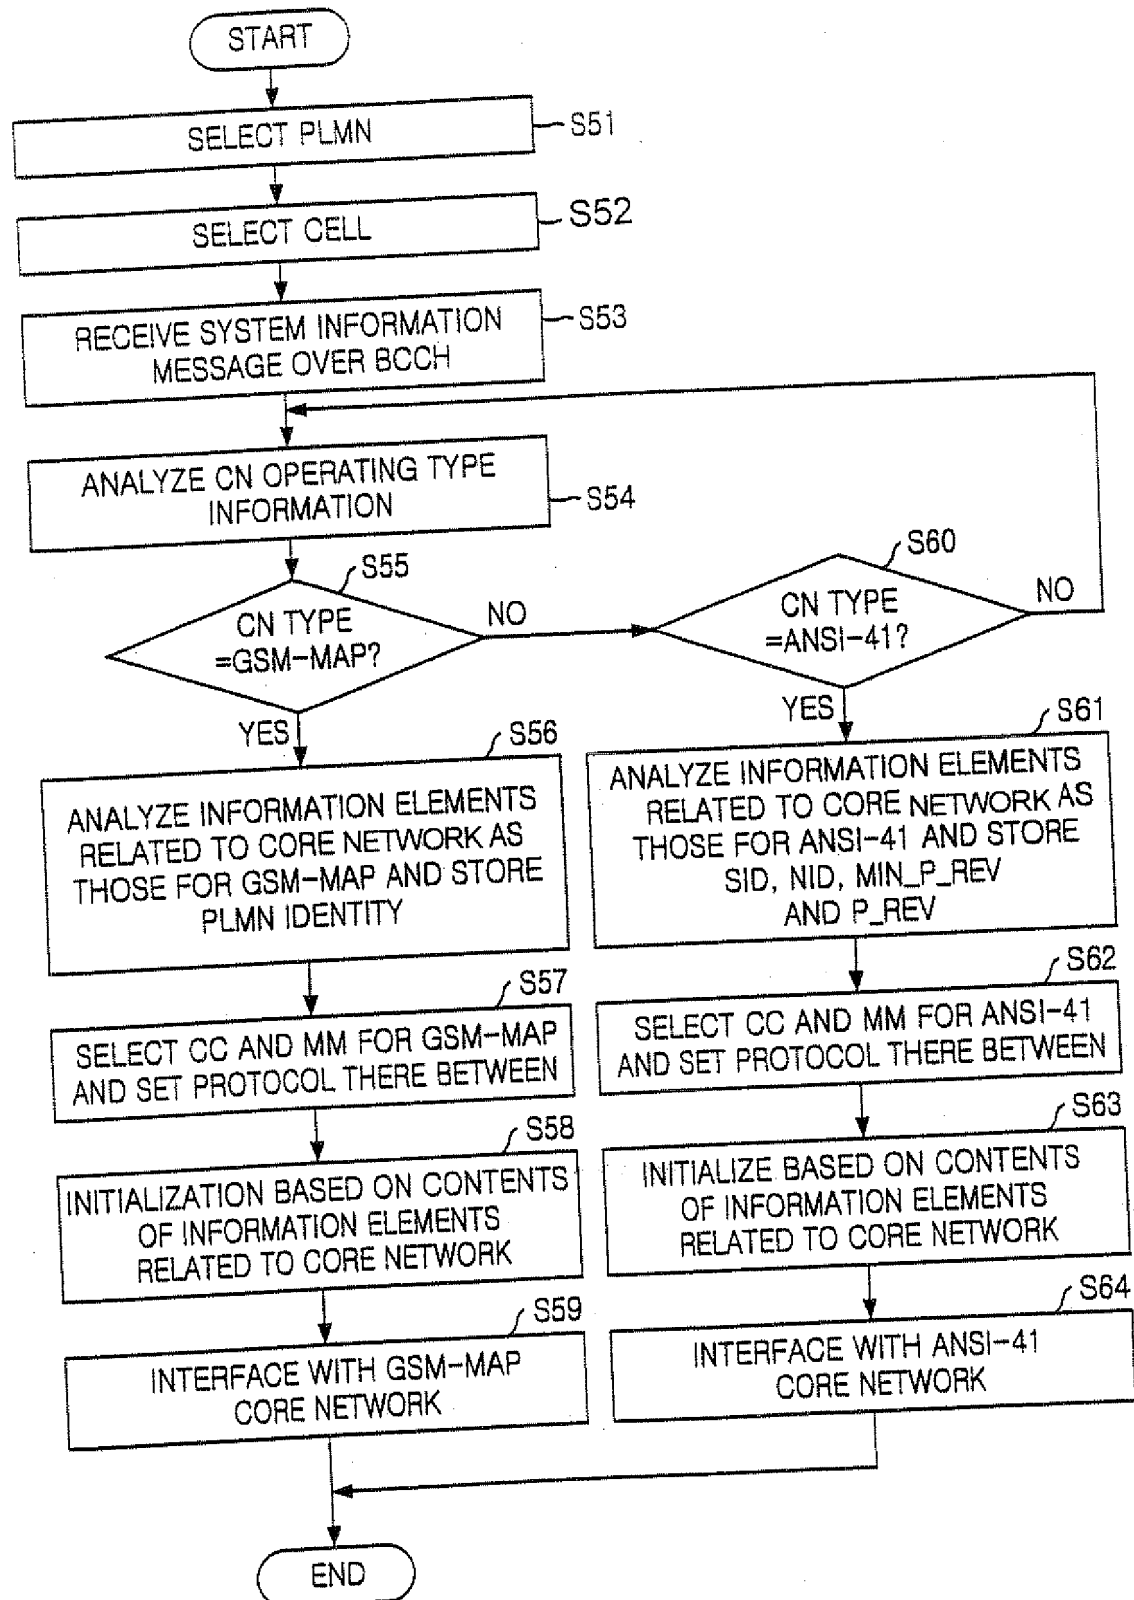 START
SELECT PLMN
S51
SELECT CELL
S52
RECEIVE SYSTEM INFORMATION
MESSAGE OVER BCCH
S53
ANALYZE CN OPERATING TYPE
INFORMATION
S54
S55
CN TYPE
=GSM-MAP?
NO
YES
S60
CN TYPE
=ANSI-41?
NO
YES
S56
ANALYZE INFORMATION ELEMENTS
RELATED TO CORE NETWORK AS
THOSE FOR GSM-MAP AND STORE
PLMN IDENTITY
S61
ANALYZE INFORMATION ELEMENTS
RELATED TO CORE NETWORK AS
THOSE FOR ANSI-41 AND STORE
SID, NID, MIN_P_REV
AND P_REV
S57
SELECT CC AND MM FOR GSM-MAP
AND SET PROTOCOL THERE BETWEEN
S62
SELECT CC AND MM FOR ANSI-41
AND SET PROTOCOL THERE BETWEEN
S58
INITIALIZATION BASED ON CONTENTS
OF INFORMATION ELEMENTS
RELATED TO CORE NETWORK
S63
INITIALIZE BASED ON CONTENTS
OF INFORMATION ELEMENTS
RELATED TO CORE NETWORK
S59
INTERFACE WITH GSM-MAP
CORE NETWORK
S64
INTERFACE WITH ANSI-41
CORE NETWORK
END